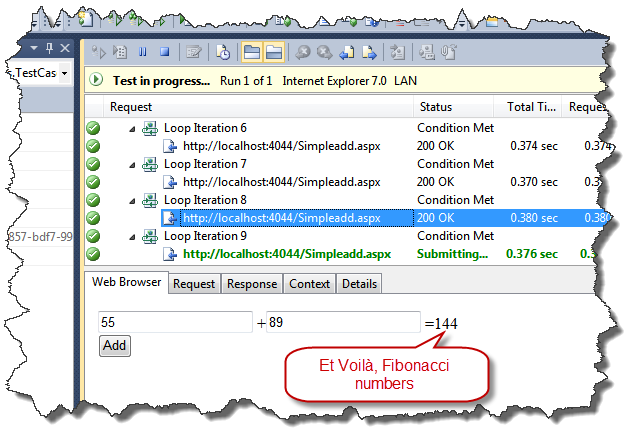 .TestCas
Test in progress... Run 1 of 1 Internet Explorer 7.0 LAN
Request Status Total Ti... Reque
Loop Iteration 6 Condition Met
http://localhost:4044/Simpleadd.aspx 200 OK 0.374 sec 0.374
Loop Iteration 7 Condition Met
http://localhost:4044/Simpleadd.aspx 200 OK 0.370 sec 0.37
Loop Iteration 8 Condition Met
http://localhost:4044/Simpleadd.aspx 200 OK 0.380 sec 0.380
857-bdf7-99 Loop Iteration 9 Condition Met
http://localhost:4044/Simpleadd.aspx Submitting... 0.376 sec 0.3
Web Browser Request Response Context Details
55 + 89 =144
Add
Et Voilà, Fibonacci
numbers